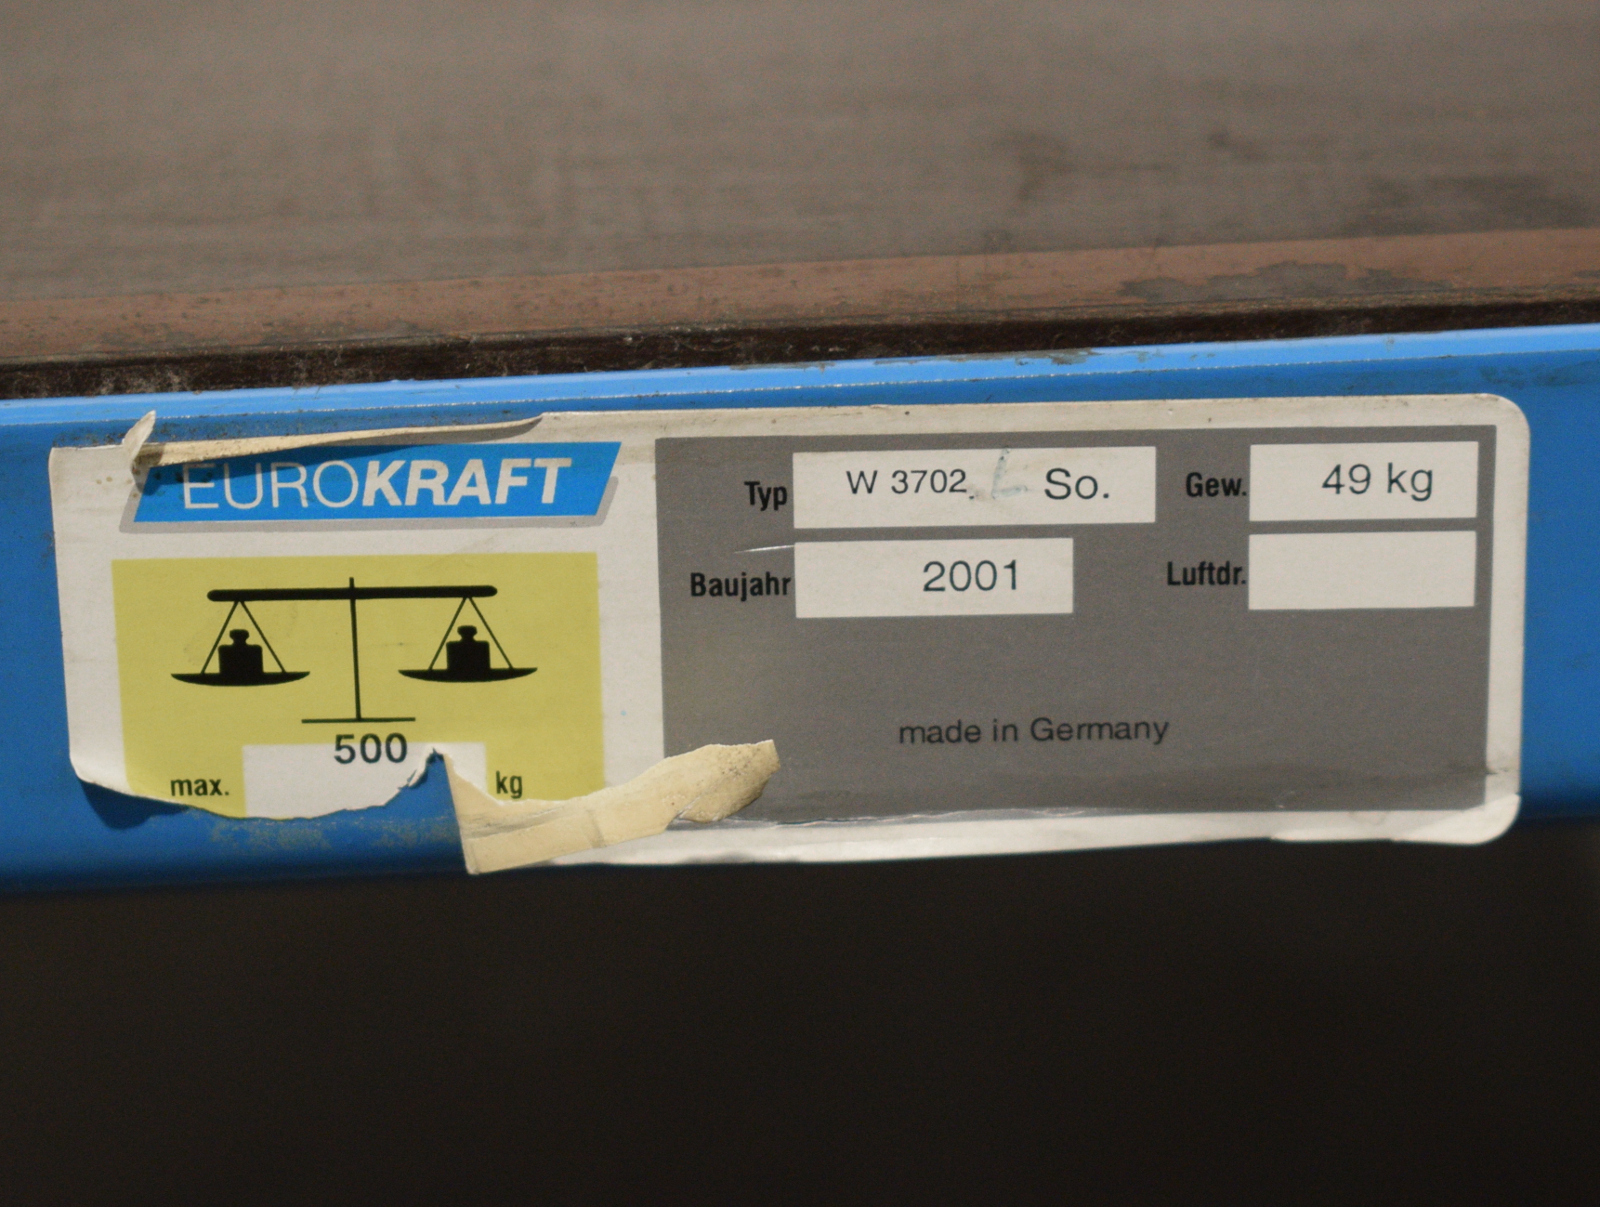 EUROKRAFT
Typ W 3702 So. Gew. 49 kg
Baujahr 2001 Luftdr.
500
max. kg
made in Germany